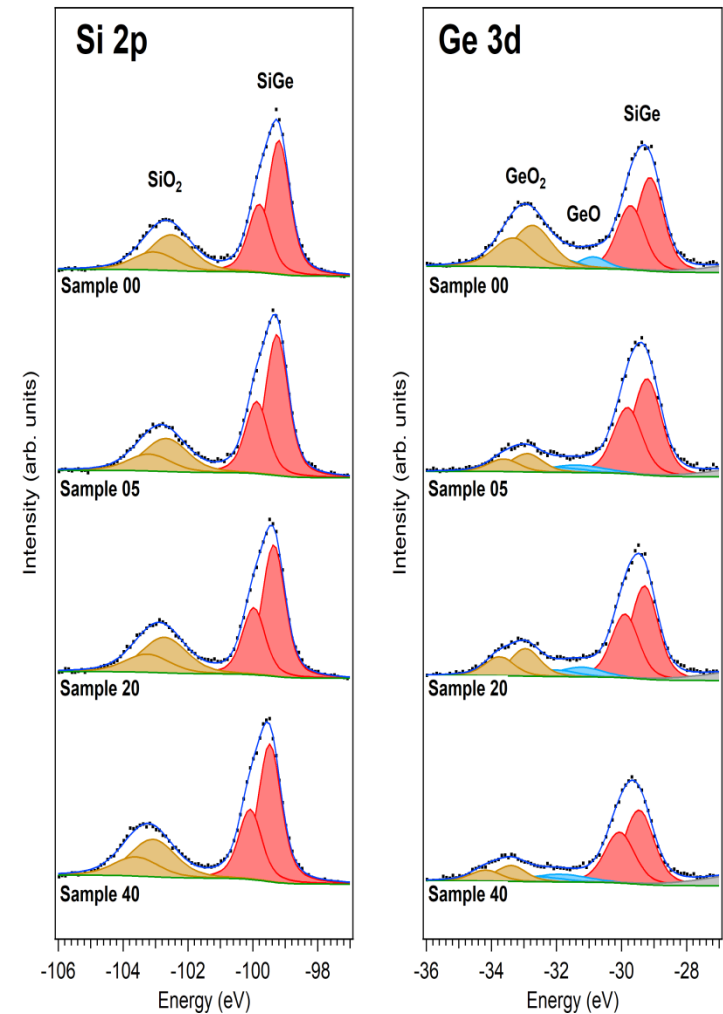 Si 2p
SiGe
SiO2
Sample 00
Sample 05
Sample 20
Sample 40
Intensity (arb. units)
-106 -104 -102 -100 -98
Energy (eV)
Ge 3d
SiGe
GeO2
GeO
Sample 00
Sample 05
Sample 20
Sample 40
Intensity (arb. units)
-36 -33 -31 -30 -28
Energy (eV)